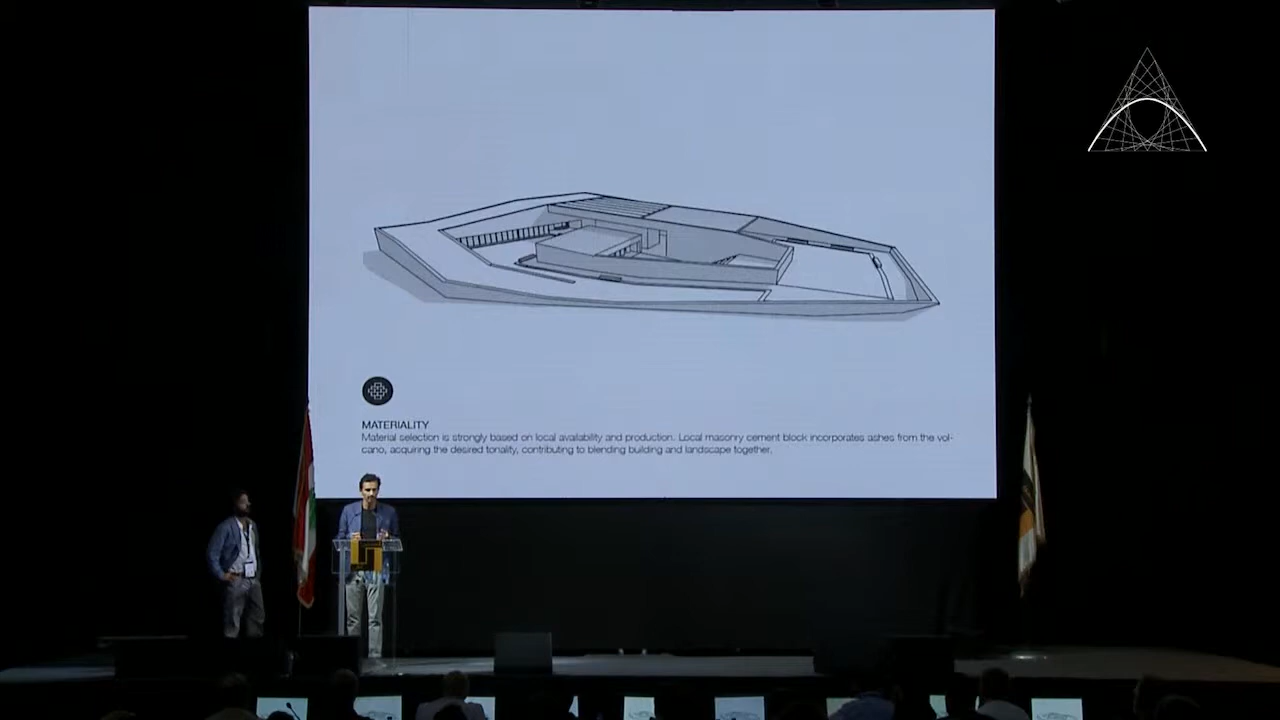 MATERIALITY
Material selection is strongly based on local availability and production. Local masonry cement block incorporates ashes from the vol-
cano, acquiring the desired tonality, contributing to blending building and landscape together.